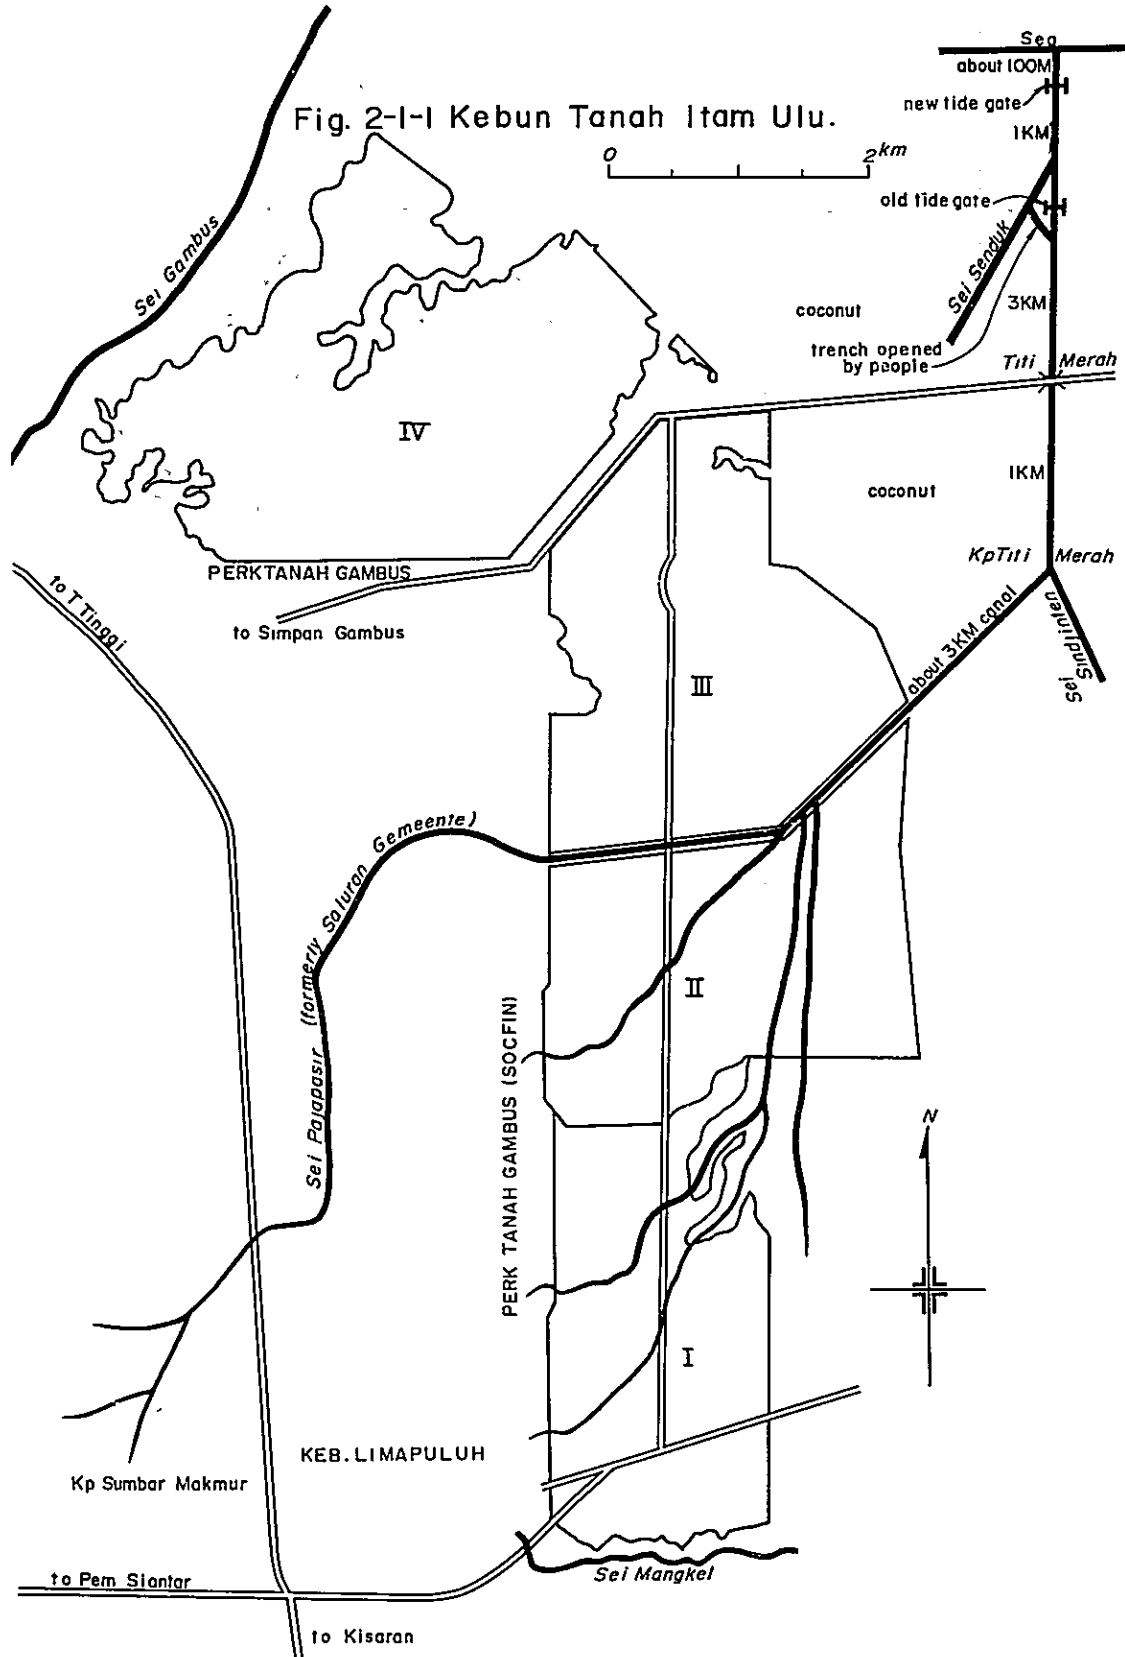 Sea
about 100M
new tide gate
Fig. 2-1-1 Kebun Tanah Itam Ulu.
1KM
0 2km
old tide gate
Sei Gambus
Sei Senduk
3KM
coconut
trench opened
by people
Titi Merah
IV
1KM
coconut
KpTiti Merah
PERKTANAH GAMBUS
to T Tinggi
to Simpan Gambus
about 3KM canal
Sei
Sindjinten
III
Sei Pajapasir (formerly Saluran Gemeente)
II
PERK TANAH GAMBUS (SOCFIN)
N
I
KEB. LIMAPULUH
Kp Sumbar Makmur
Sei Mangkel
to Pem Siantar
to Kisaran